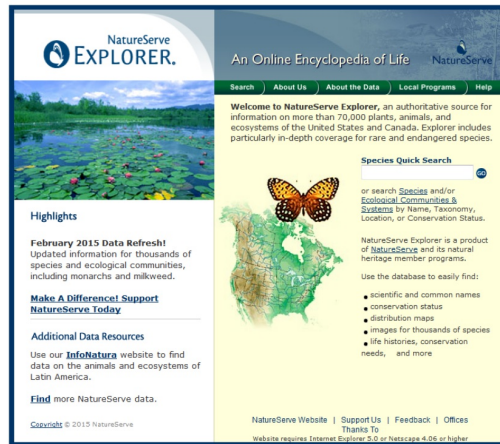 NatureServe
EXPLORER.
An Online Encyclopedia of Life
NatureServe
Search
About Us
About the Data
Local Programs
Help
Welcome to NatureServe Explorer, an authoritative source for
information on more than 70,000 plants, animals, and
ecosystems of the United States and Canada. Explorer includes
particularly in-depth coverage for rare and endangered species.
Species Quick Search
GO
or search Species and/or
Ecological Communities &
Systems by Name, Taxonomy,
Location, or Conservation Status.
NatureServe Explorer is a product
of NatureServe and its natural
heritage member programs.
Use the database to easily find:
scientific and common names
conservation status
distribution maps
images for thousands of species
life histories, conservation
needs, and more
Highlights
February 2015 Data Refresh!
Updated information for thousands of
species and ecological communities,
including monarchs and milkweed.
Make A Difference! Support
NatureServe Today
Additional Data Resources
Use our InfoNatura website to find
data on the animals and ecosystems of
Latin America.
Find more NatureServe data.
Copyright © 2015 NatureServe
NatureServe Website | Support Us | Feedback | Offices
Thanks To
Website requires Internet Explorer 5.0 or Netscape 4.06 or higher